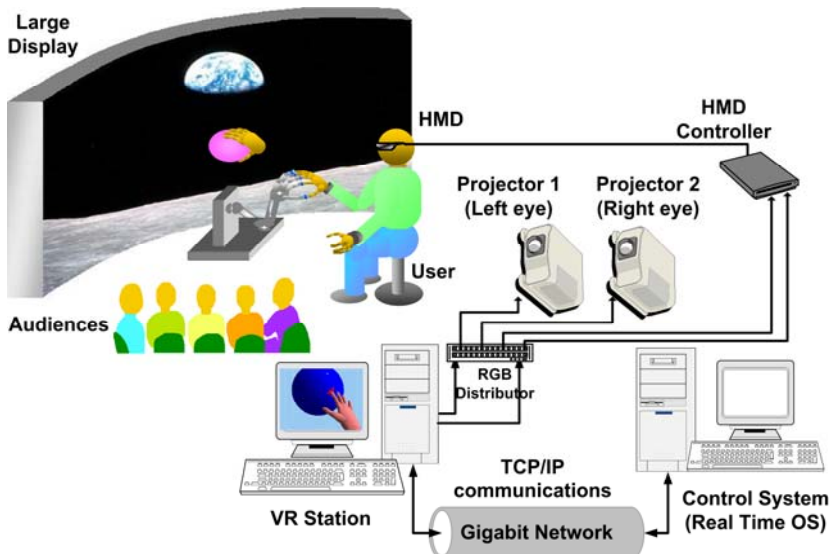 Large
Display
HMD
HMD
Controller
Projector 1
(Left eye)
Projector 2
(Right eye)
User
Audiences
RGB
Distributor
TCP/IP
communications
VR Station
Gigabit Network
Control System
(Real Time OS)